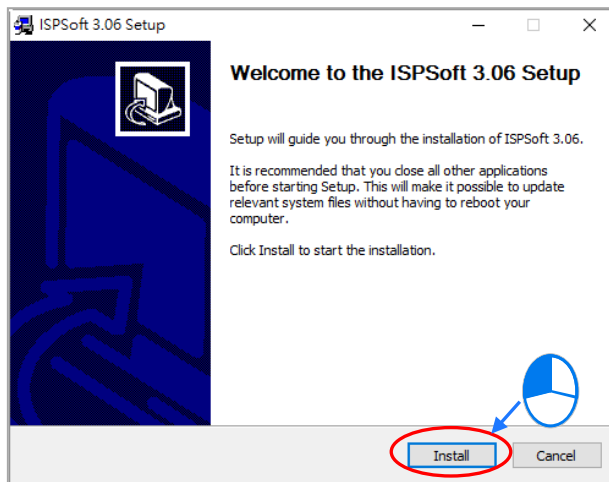 ISPSoft 3.06 Setup
Welcome to the ISPSoft 3.06 Setup
Setup will guide you through the installation of ISPSoft 3.06.
It is recommended that you close all other applications
before starting Setup. This will make it possible to update
relevant system files without having to reboot your
computer.
Click Install to start the installation.
Install
Cancel